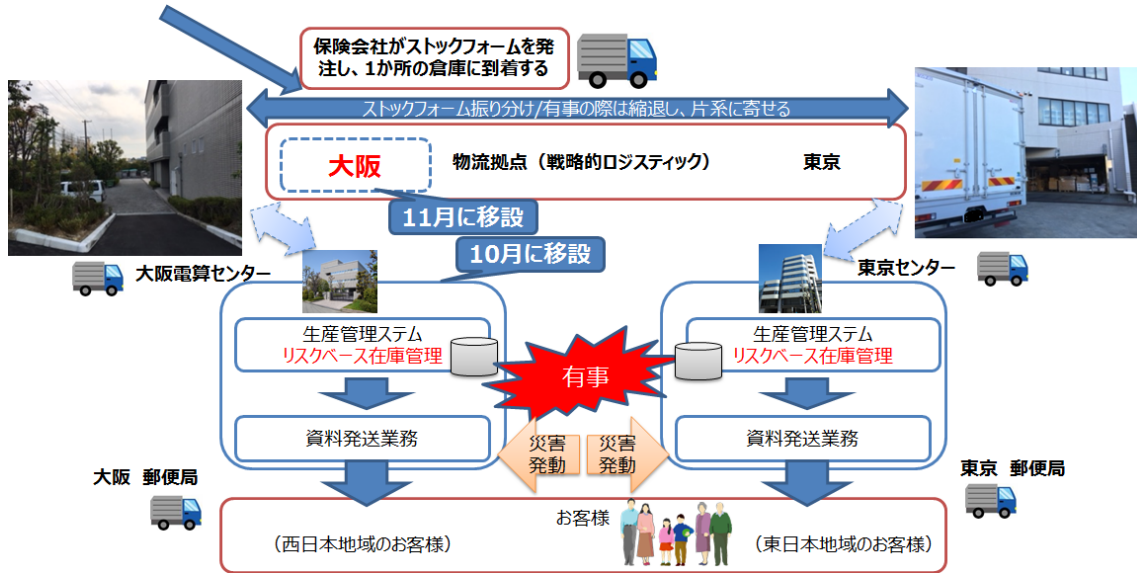 保険会社がストックフォームを発
注し、1か所の倉庫に到着する
ストックフォーム振り分け/有事の際は縮退し、片系に寄せる
大阪
物流拠点（戦略的ロジスティック）
東京
11月に移設
10月に移設
大阪電算センター
東京センター
生産管理ステム
リスクベース在庫管理
生産管理ステム
リスクベース在庫管理
有事
資料発送業務
災害
発動
災害
発動
資料発送業務
大阪 郵便局
東京 郵便局
お客様
（西日本地域のお客様）
（東日本地域のお客様）